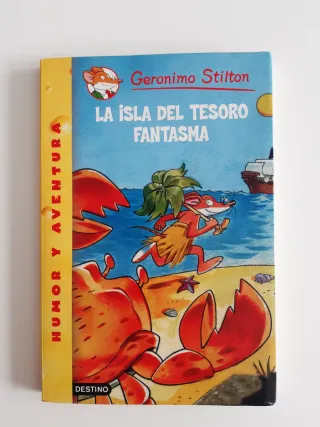 Geronimo Stilton
LA ISLA DEL TESORO
FANTASMA
HUMOR Y AVENTURA
DESTINO